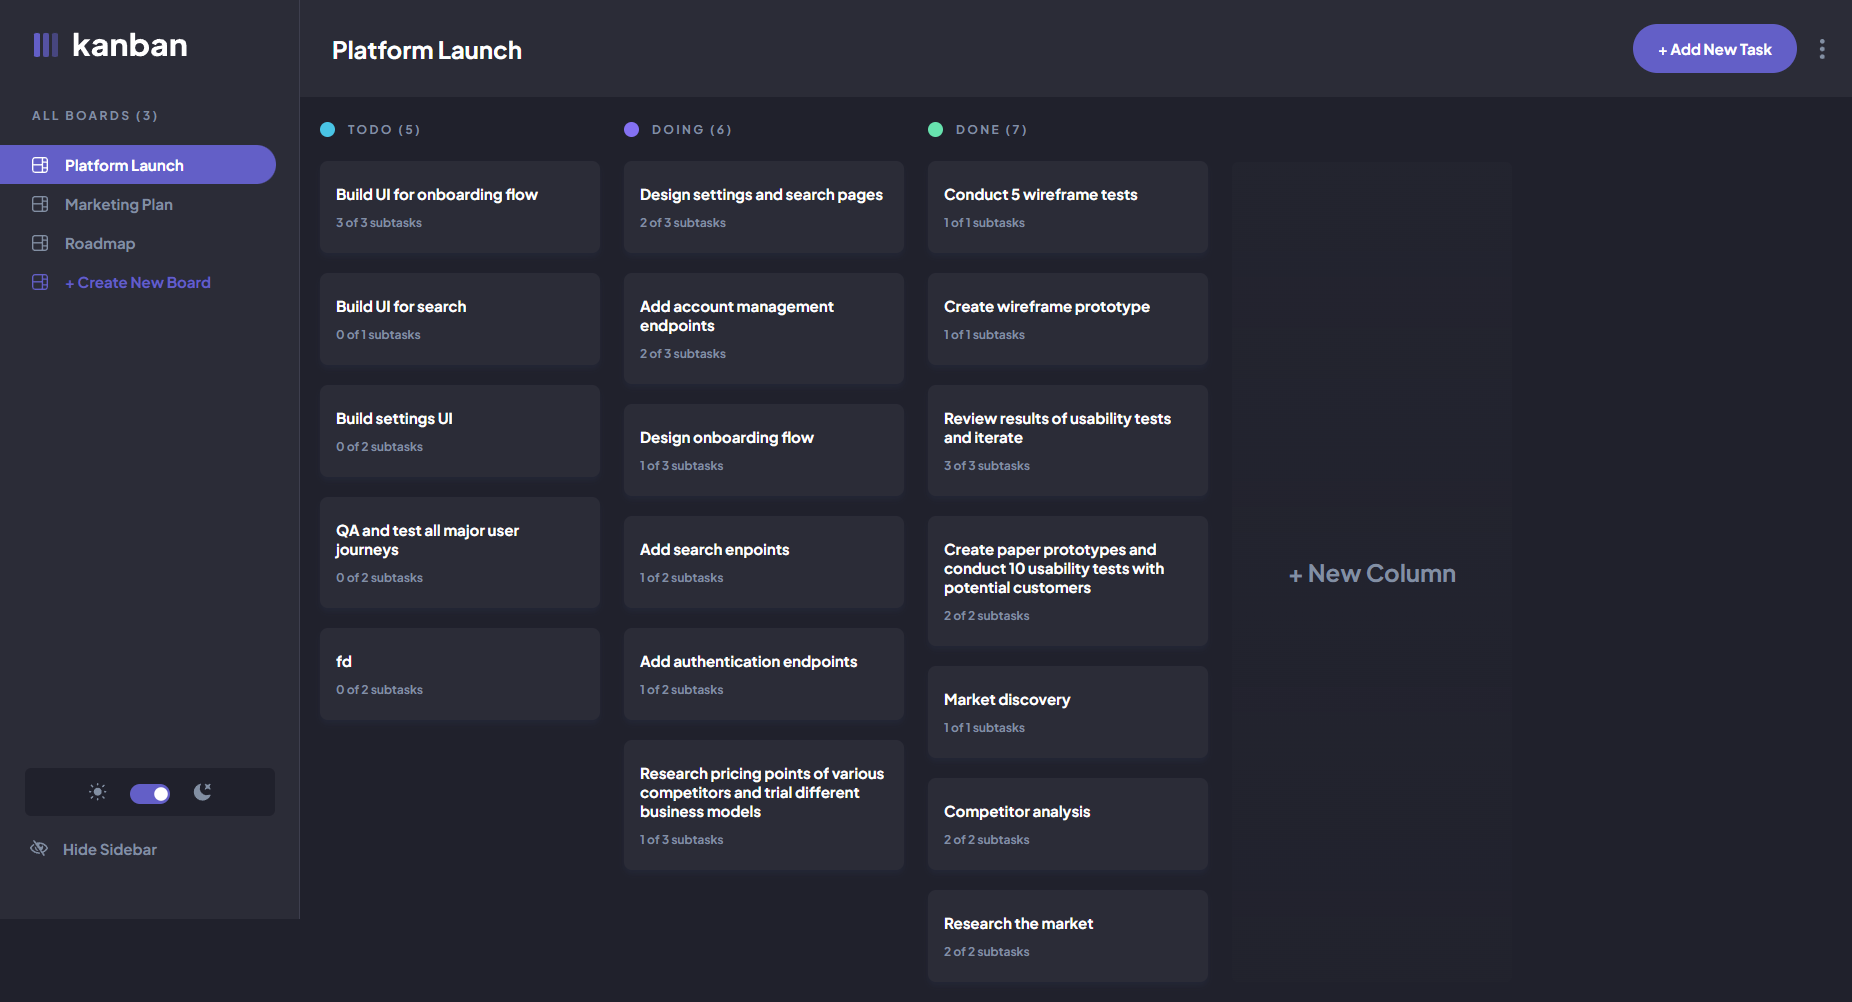 kanban
ALL BOARDS (3)
Platform Launch
Marketing Plan
Roadmap
+ Create New Board
Hide Sidebar
Platform Launch
+ Add New Task
TODO (5)
Build UI for onboarding flow
3 of 3 subtasks
Build UI for search
0 of 1 subtasks
Build settings UI
0 of 2 subtasks
QA and test all major user
journeys
0 of 2 subtasks
fd
0 of 2 subtasks
DOING (6)
Design settings and search pages
2 of 3 subtasks
Add account management
endpoints
2 of 3 subtasks
Design onboarding flow
1 of 3 subtasks
Add search enpoints
1 of 2 subtasks
Add authentication endpoints
1 of 2 subtasks
Research pricing points of various
competitors and trial different
business models
1 of 3 subtasks
DONE (7)
Conduct 5 wireframe tests
1 of 1 subtasks
Create wireframe prototype
1 of 1 subtasks
Review results of usability tests
and iterate
3 of 3 subtasks
Create paper prototypes and
conduct 10 usability tests with
potential customers
2 of 2 subtasks
Market discovery
1 of 1 subtasks
Competitor analysis
2 of 2 subtasks
Research the market
2 of 2 subtasks
+ New Column